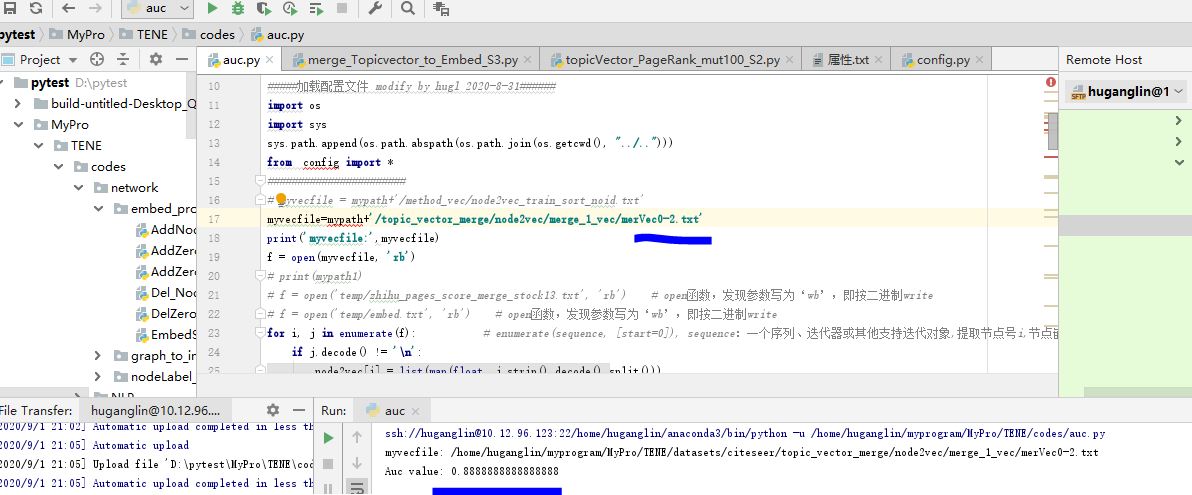 auc
pytest MyPro TENE codes auc.py
Project
auc.py merge_Topicvector_to_Embed_S3.py topicVector_PageRank_mut100_S2.py 属性.txt config.py
Remote Host
huganglin@1
pytest D:\pytest
build-untitled-Desktop_Q
MyPro
TENE
codes
network
embed_pro
AddNod
AddZer
AddZer
Del_Noc
DelZero
EmbedS
graph_to_in
nodeLabel_
NLP
10 #####加载配置文件 modify by hugl 2020-8-31######
11 import os
12 import sys
13 sys.path.append(os.path.abspath(os.path.join(os.getcwd(), "../..")))
14 from config import *
15 ########################
16 # myvecfile = mypath+'/method_vec/node2vec_train_sort_noid.txt'
17 myvecfile=mypath+'/topic_vector_merge/node2vec/merge_1_vec/merVec0-2.txt'
18 print('myvecfile:',myvecfile)
19 f = open(myvecfile, 'rb')
20 # print(mypath1)
21 # f = open('temp/zhihu_pages_score_merge_stock13.txt', 'rb') # open函数，发现参数写为‘wb’，即按二进制write
22 # f = open('temp/embed.txt', 'rb') # open函数，发现参数写为‘wb’，即按二进制write
23 for i, j in enumerate(f): # enumerate(sequence, [start=0]), sequence：一个序列、迭代器或其他支持迭代对象,提取节点号i,节点
24 if j.decode() != '\n':
25 node2vec[i] = list(map(float, j.strip().decode().split()))
File Transfer: huganglin@10.12.96....
2020/9/1 21:02] Automatic upload completed in less th
2020/9/1 21:05] Automatic upload
2020/9/1 21:05] Upload file 'D:\pytest\MyPro\TENE\cod
2020/9/1 21:05] Automatic upload completed in less th
Run: auc
ssh://huganglin@10.12.96.123:22/home/huganglin/anaconda3/bin/python -u /home/huganglin/myprogram/MyPro/TENE/codes/auc.py
myvecfile: /home/huganglin/myprogram/MyPro/TENE/datasets/citeseer/topic_vector_merge/node2vec/merge_1_vec/merVec0-2.txt
Auc value: 0.8888888888888888